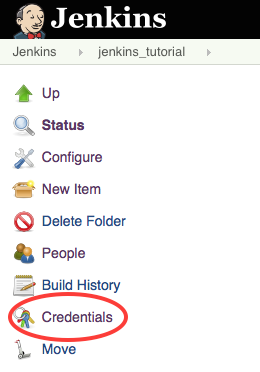 Jenkins
Jenkins jenkins_tutorial
Up
Status
Configure
New Item
Delete Folder
People
Build History
Credentials
Move